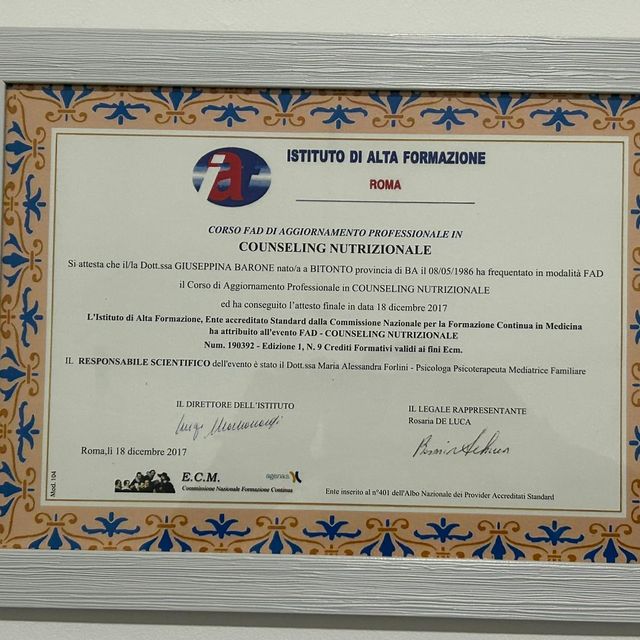 iaf
ISTITUTO DI ALTA FORMAZIONE
ROMA
CORSO FAD DI AGGIORNAMENTO PROFESSIONALE IN
COUNSELING NUTRIZIONALE
Si attesta che il/la Dott.ssa GIUSEPPINA BARONE nato/a a BITONTO provincia di BA il 08/05/1986 ha frequentato in modalità FAD
il Corso di Aggiornamento Professionale in COUNSELING NUTRIZIONALE
ed ha conseguito l'attesto finale in data 18 dicembre 2017
L'Istituto di Alta Formazione, Ente accreditato Standard dalla Commissione Nazionale per la Formazione Continua in Medicina
ha attribuito all'evento FAD - COUNSELING NUTRIZIONALE
Num. 190392 - Edizione 1, N. 9 Crediti Formativi validi ai fini Ecm.
IL RESPONSABILE SCIENTIFICO dell'evento è stato il Dott.ssa Maria Alessandra Forlini - Psicologa Psicoterapeuta Mediatrice Familiare
IL DIRETTORE DELL'ISTITUTO
IL LEGALE RAPPRESENTANTE
Rosana DE LUCA
Roma,lì 18 dicembre 2017
E.C.M.
Commissione Nazionale Formazione Continua
agenas
Ente inserito al n°401 dell'Albo Nazionale dei Provider Accreditati Standard
Mod. 104